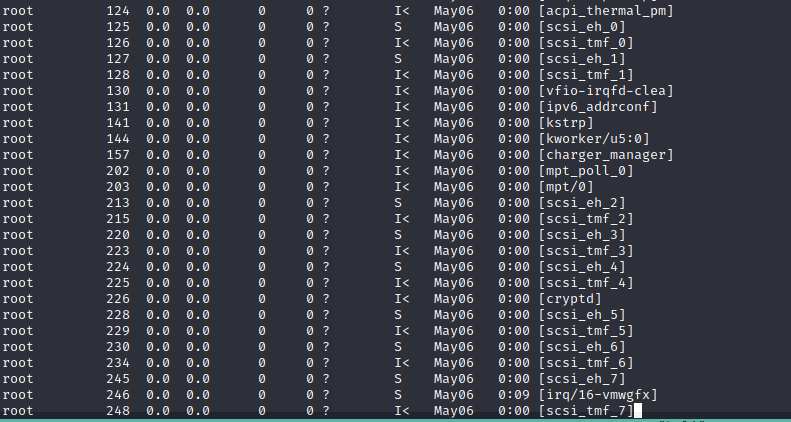 root 124 0.0 0.0 0 0 ? I< May06 0:00 [acpi_thermal_pm]
root 125 0.0 0.0 0 0 ? S May06 0:00 [scsi_eh_0]
root 126 0.0 0.0 0 0 ? I< May06 0:00 [scsi_tmf_0]
root 127 0.0 0.0 0 0 ? S May06 0:00 [scsi_eh_1]
root 128 0.0 0.0 0 0 ? I< May06 0:00 [scsi_tmf_1]
root 130 0.0 0.0 0 0 ? I< May06 0:00 [vfio-irqfd-clea]
root 131 0.0 0.0 0 0 ? I< May06 0:00 [ipv6_addrconf]
root 141 0.0 0.0 0 0 ? I< May06 0:00 [kstrp]
root 144 0.0 0.0 0 0 ? I< May06 0:00 [kworker/u5:0]
root 157 0.0 0.0 0 0 ? I< May06 0:00 [charger_manager]
root 202 0.0 0.0 0 0 ? I< May06 0:00 [mpt_poll_0]
root 203 0.0 0.0 0 0 ? I< May06 0:00 [mpt/0]
root 213 0.0 0.0 0 0 ? S May06 0:00 [scsi_eh_2]
root 215 0.0 0.0 0 0 ? I< May06 0:00 [scsi_tmf_2]
root 220 0.0 0.0 0 0 ? S May06 0:00 [scsi_eh_3]
root 223 0.0 0.0 0 0 ? I< May06 0:00 [scsi_tmf_3]
root 224 0.0 0.0 0 0 ? S May06 0:00 [scsi_eh_4]
root 225 0.0 0.0 0 0 ? I< May06 0:00 [scsi_tmf_4]
root 226 0.0 0.0 0 0 ? I< May06 0:00 [cryptd]
root 228 0.0 0.0 0 0 ? S May06 0:00 [scsi_eh_5]
root 229 0.0 0.0 0 0 ? I< May06 0:00 [scsi_tmf_5]
root 230 0.0 0.0 0 0 ? S May06 0:00 [scsi_eh_6]
root 234 0.0 0.0 0 0 ? I< May06 0:00 [scsi_tmf_6]
root 245 0.0 0.0 0 0 ? S May06 0:00 [scsi_eh_7]
root 246 0.0 0.0 0 0 ? S May06 0:09 [irq/16-vmwgfx]
root 248 0.0 0.0 0 0 ? I< May06 0:00 [scsi_tmf_7]